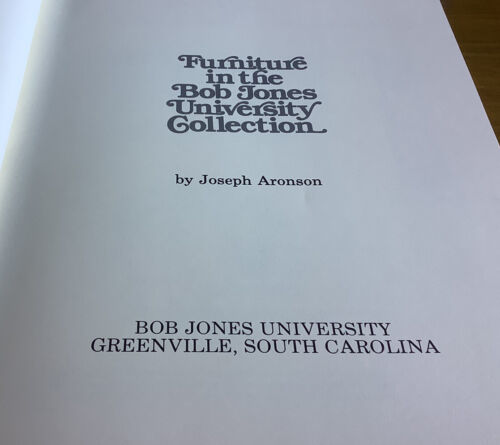 Furniture
in the
Bob Jones
University
Collection
by Joseph Aronson
BOB JONES UNIVERSITY
GREENVILLE, SOUTH CAROLINA